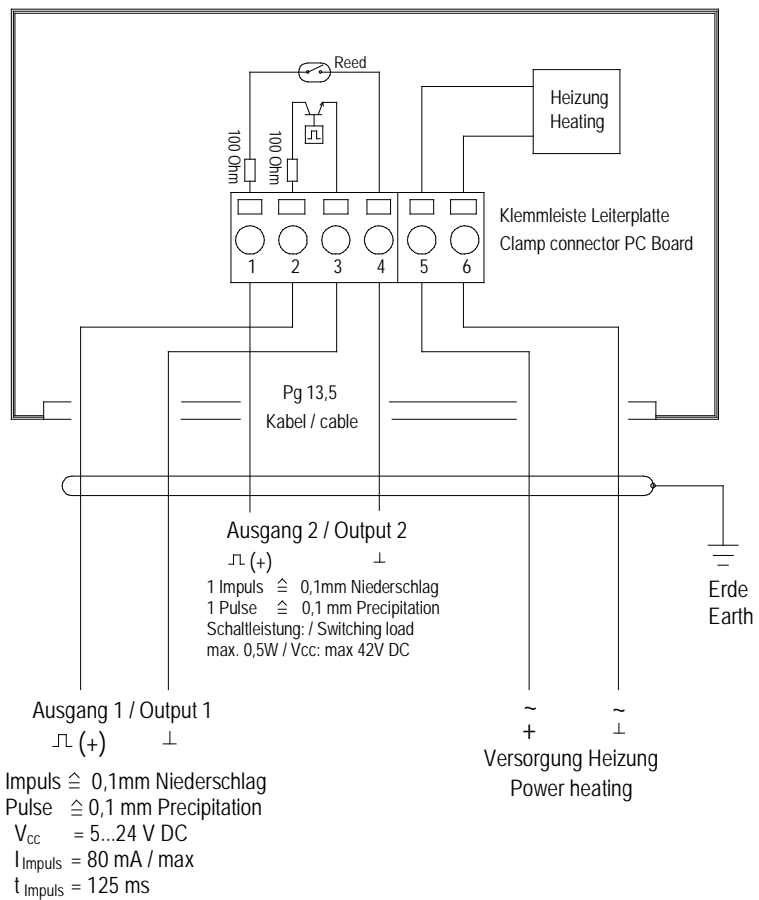 Reed
100 Ohm
100 Ohm
Heizung
Heating
Klemmleiste Leiterplatte
Clamp connector PC Board
1 2 3 4 5 6
Pg 13,5
Kabel / cable
Ausgang 2 / Output 2
⎍ (+) ⊥
1 Impuls ≙ 0,1mm Niederschlag
1 Pulse ≙ 0,1 mm Precipitation
Schaltleistung: / Switching load
max. 0,5W / Vcc: max 42V DC
Erde
Earth
Ausgang 1 / Output 1
⎍ (+) ⊥
Impuls ≙ 0,1mm Niederschlag
Pulse ≙ 0,1 mm Precipitation
Vcc = 5...24 V DC
I Impuls = 80 mA / max
t Impuls = 125 ms
~ ~
+ ⊥
Versorgung Heizung
Power heating